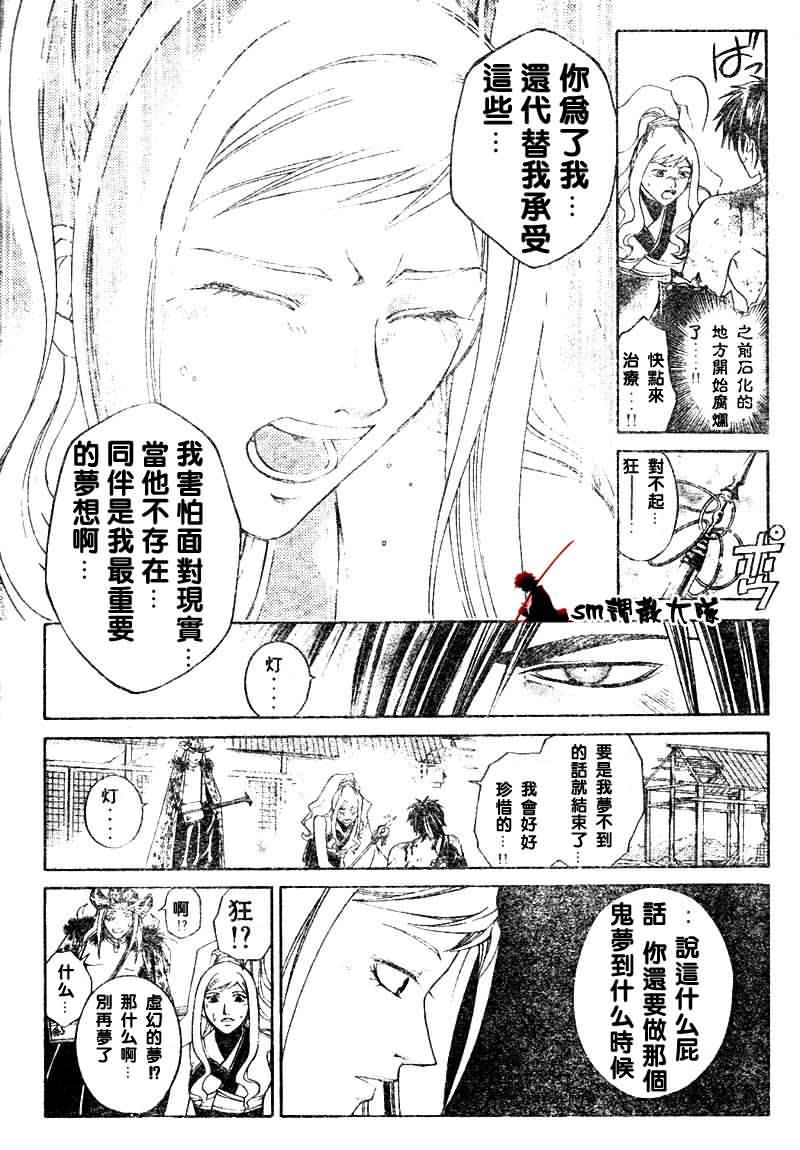 ばっ
之前石化的
地方開始腐爛
了……!!
快點來
治療…!!
你為了我…
還代替我承受
這些…
對不起…
狂—
ポウ
我害怕面對現實…
當他不存在…
同伴是我最重要
的夢想啊…
sm調教大隊
灯
…
要是我夢不到
的話就結束了…
我會好好
珍惜的…!!
灯
…
…說這什么屁
話 你還要做那個
鬼夢到什么時候
狂!?
啊!?
虛幻的夢!?
那什么啊…
別再夢了
什么…